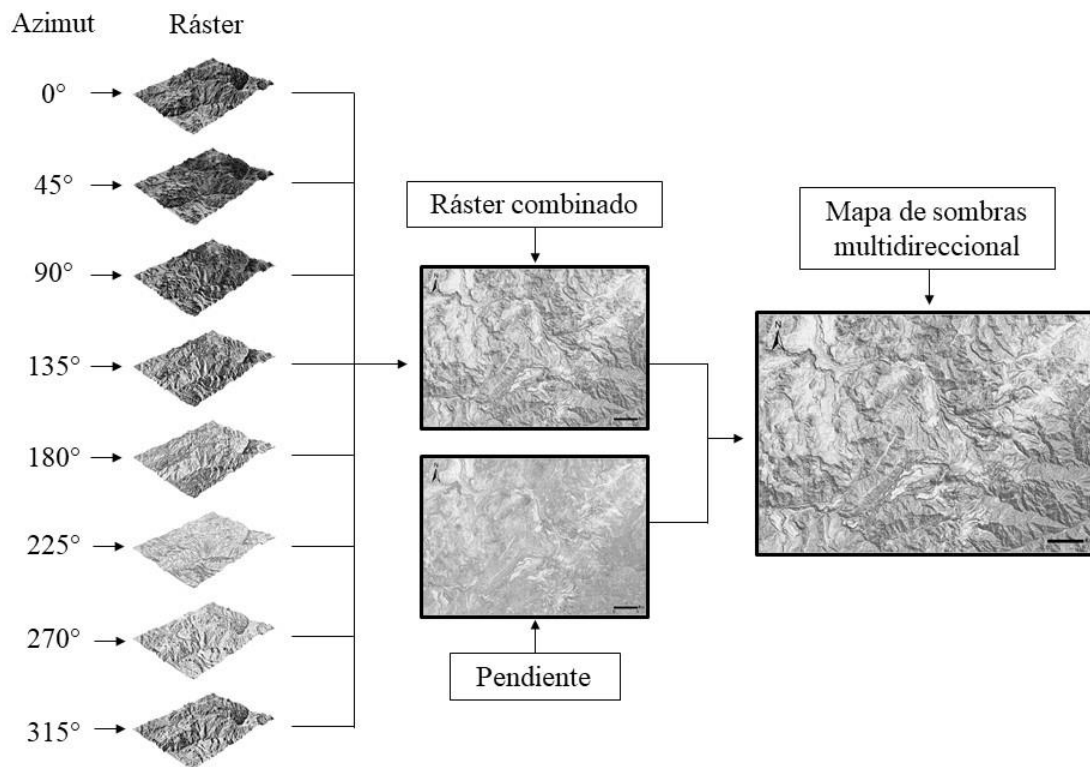 Azimut
Ráster
0°
45°
90°
135°
180°
225°
270°
315°
Ráster combinado
N
Pendiente
Mapa de sombras
multidireccional
N